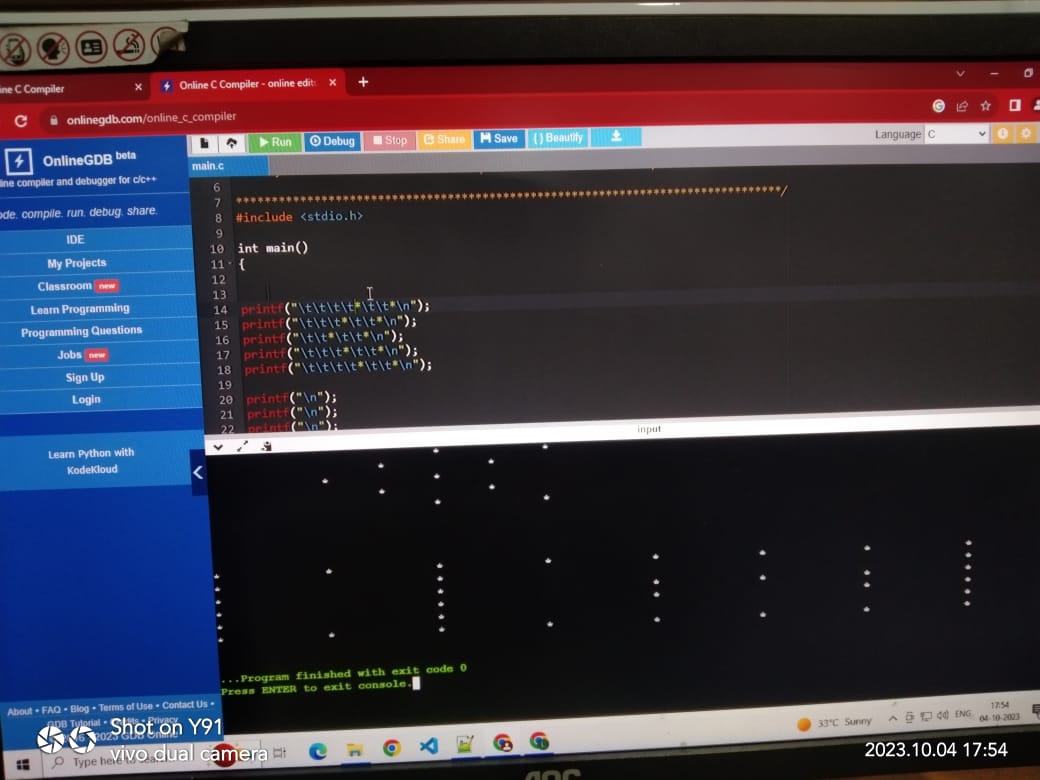 ne C Compiler
Online C Compiler - online edit
onlinegdb.com/online_c_compiler
OnlineGDB beta
ine compiler and debugger for c/c++
ode. compile. run. debug. share.
IDE
My Projects
Classroom new
Learn Programming
Programming Questions
Jobs new
Sign Up
Login
Learn Python with
KodeKloud
About • FAQ • Blog • Terms of Use • Contact Us •
GDB Tutorial • Privacy
2023 GDB Online
Run Debug Stop Share Save {} Beautify
Language C
main.c
6
7 *****************************************************************************/
8 #include <stdio.h>
9
10 int main()
11 {
12
13
14 printf("\t\t\t\t*\t\t*\n");
15 printf("\t\t\t*\t\t*\n");
16 printf("\t\t*\t\t*\n");
17 printf("\t\t\t*\t\t*\n");
18 printf("\t\t\t\t*\t\t*\n");
19
20 printf("\n");
21 printf("\n");
22 printf("\n");
input
...Program finished with exit code 0
Press ENTER to exit console.
Type here to search
33°C Sunny
ENG
17:54
04-10-2023
AOC
Shot on Y91
vivo dual camera
2023.10.04 17:54